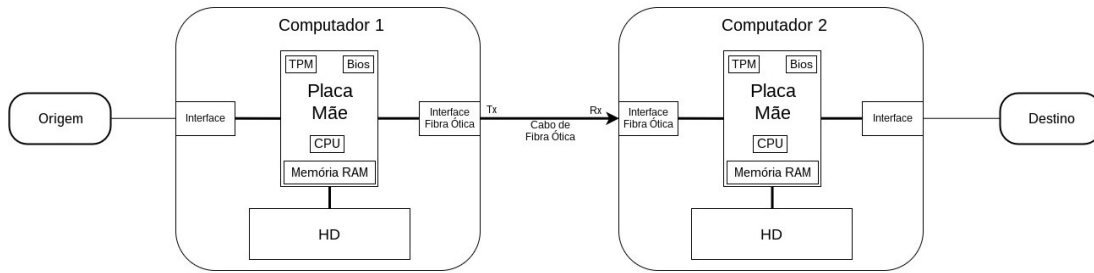 Computador 1
Computador 2
Origem
Interface
TPM
Bios
Placa
Mãe
CPU
Memória RAM
HD
Interface
Fibra Ótica
Tx
Rx
Cabo de
Fibra Ótica
Interface
Fibra Ótica
TPM
Bios
Placa
Mãe
CPU
Memória RAM
HD
Interface
Destino